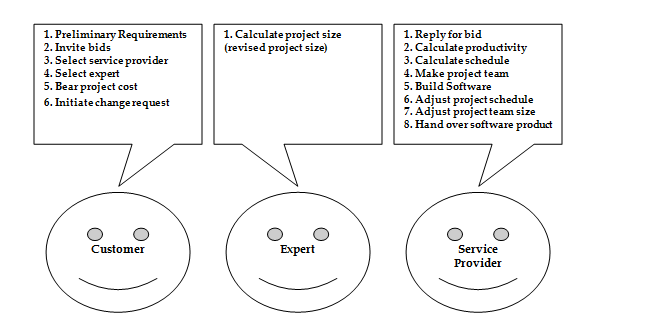 1. Preliminary Requirements
2. Invite bids
3. Select service provider
4. Select expert
5. Bear project cost
6. Initiate change request
1. Calculate project size
(revised project size)
1. Reply for bid
2. Calculate productivity
3. Calculate schedule
4. Make project team
5. Build Software
6. Adjust project schedule
7. Adjust project team size
8. Hand over software product
Customer
Expert
Service
Provider